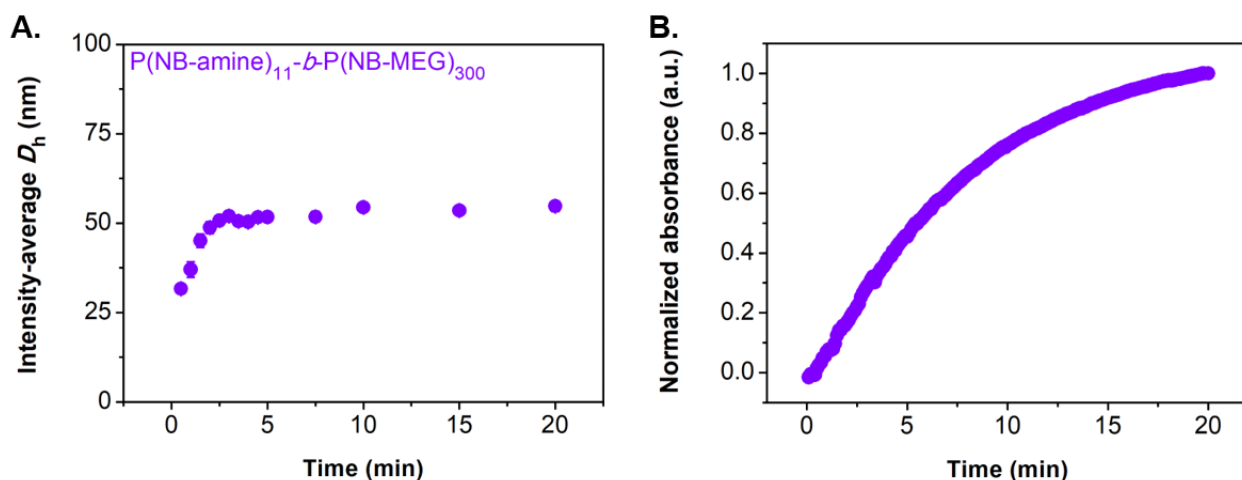 A.
P(NB-amine)11-b-P(NB-MEG)300
Intensity-average Dh (nm)
100
75
50
25
0
0 5 10 15 20
Time (min)
B.
Normalized absorbance (a.u.)
1.0
0.8
0.6
0.4
0.2
0.0
0 5 10 15 20
Time (min)